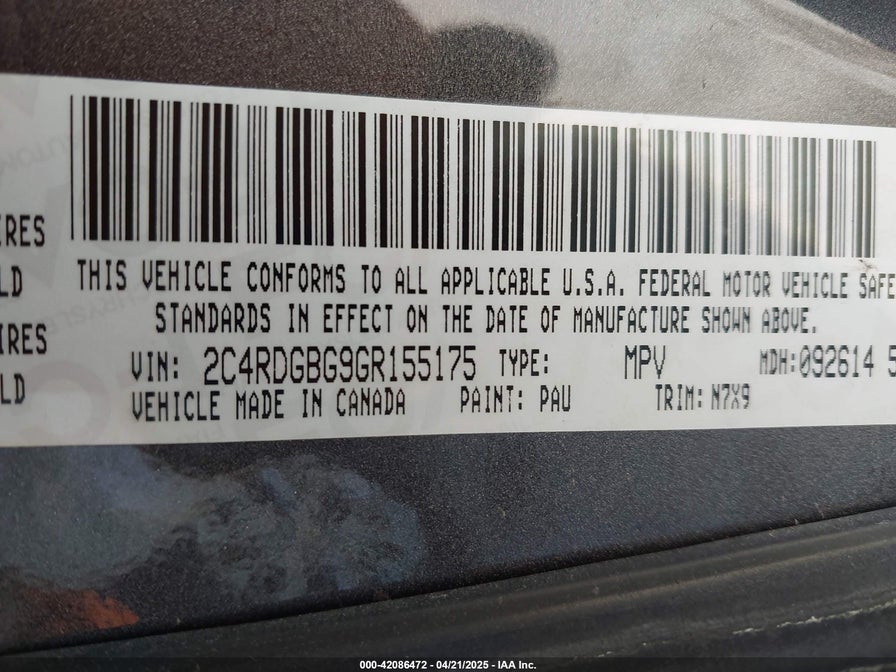 IRES
LD
IRES
LD
THIS VEHICLE CONFORMS TO ALL APPLICABLE U.S.A. FEDERAL MOTOR VEHICLE SAFE
STANDARDS IN EFFECT ON THE DATE OF MANUFACTURE SHOWN ABOVE.
VIN: 2C4RDGBG9GR155175 TYPE: MPV MDH:092614 5
VEHICLE MADE IN CANADA PAINT: PAU TRIM: N7X9
000-42086472 — 04/21/2025 - IAA Inc.